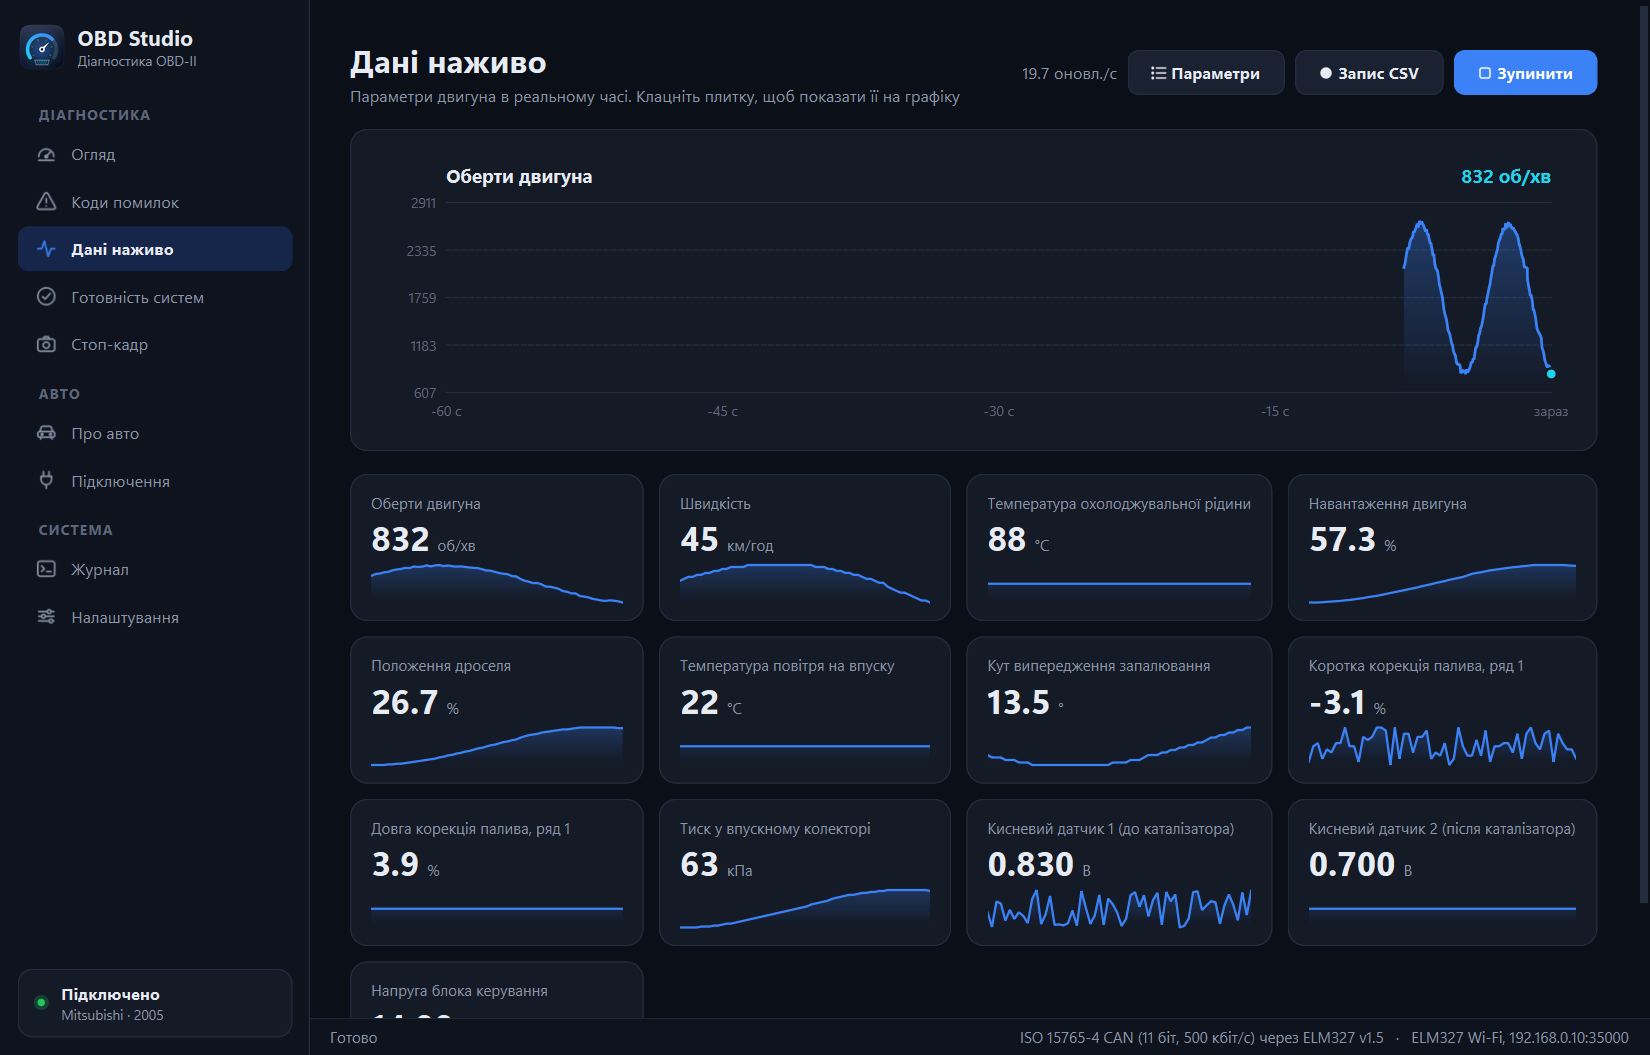 OBD Studio
Діагностика OBD-II
ДІАГНОСТИКА
Огляд
Коди помилок
Дані наживо
Готовність систем
Стоп-кадр
АВТО
Про авто
Підключення
СИСТЕМА
Журнал
Налаштування
Підключено
Mitsubishi · 2005
Дані наживо
Параметри двигуна в реальному часі. Клацніть плитку, щоб показати її на графіку
19.7 оновл./с
Параметри
Запис CSV
Зупинити
Оберти двигуна
832 об/хв
2911
2335
1759
1183
607
-60 с
-45 с
-30 с
-15 с
зараз
Оберти двигуна
832 об/хв
Швидкість
45 км/год
Температура охолоджувальної рідини
88 °C
Навантаження двигуна
57.3 %
Положення дроселя
26.7 %
Температура повітря на впуску
22 °C
Кут випередження запалювання
13.5 °
Коротка корекція палива, ряд 1
-3.1 %
Довга корекція палива, ряд 1
3.9 %
Тиск у впускному колекторі
63 кПа
Кисневий датчик 1 (до каталізатора)
0.830 В
Кисневий датчик 2 (після каталізатора)
0.700 В
Напруга блока керування
Готово
ISO 15765-4 CAN (11 біт, 500 кбіт/с) через ELM327 v1.5 · ELM327 Wi-Fi, 192.168.0.10:35000